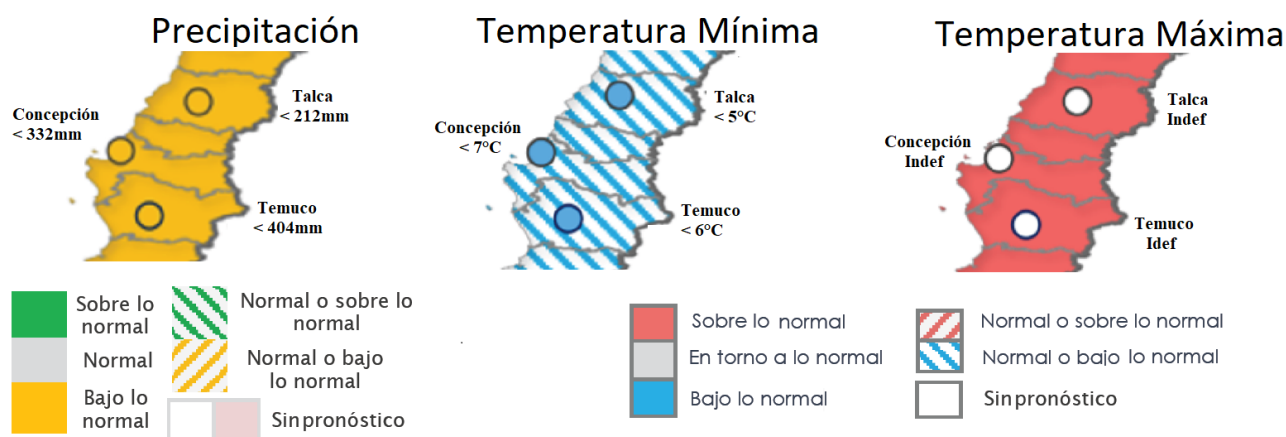 Precipitación
Concepción
< 332mm
Talca
< 212mm
Temuco
< 404mm
Temperatura Mínima
Concepción
< 7°C
Talca
< 5°C
Temuco
< 6°C
Temperatura Máxima
Concepción
Indef
Talca
Indef
Temuco
Idef
Sobre lo
normal
Normal
Bajo lo
normal
Normal o sobre lo
normal
Normal o bajo
lo normal
Sin pronóstico
Sobre lo normal
En torno a lo normal
Bajo lo normal
Normal o sobre lo normal
Normal o bajo lo normal
Sin pronóstico